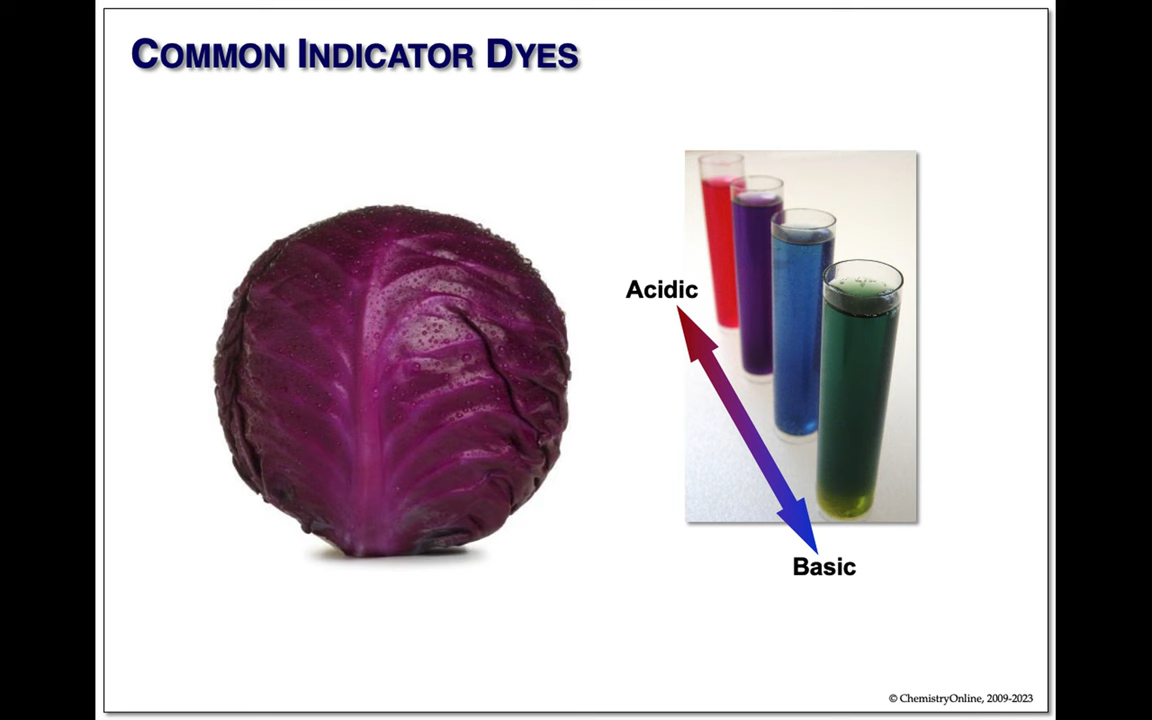 COMMON INDICATOR DYES
Acidic
Basic
© ChemistryOnline, 2009-2023